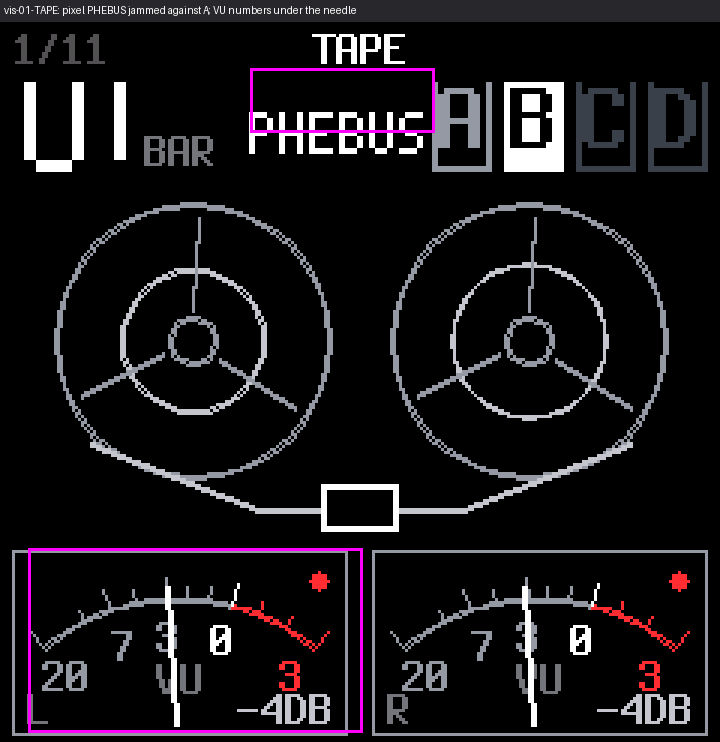 vis-01-TAPE: pixel PHEBUS jammed against A; VU numbers under the needle
1/11
TAPE
BAR PHEBUS A B C D
20 7 3 0 3
VU
L -4DB
20 7 3 0 3
VU
R -4DB